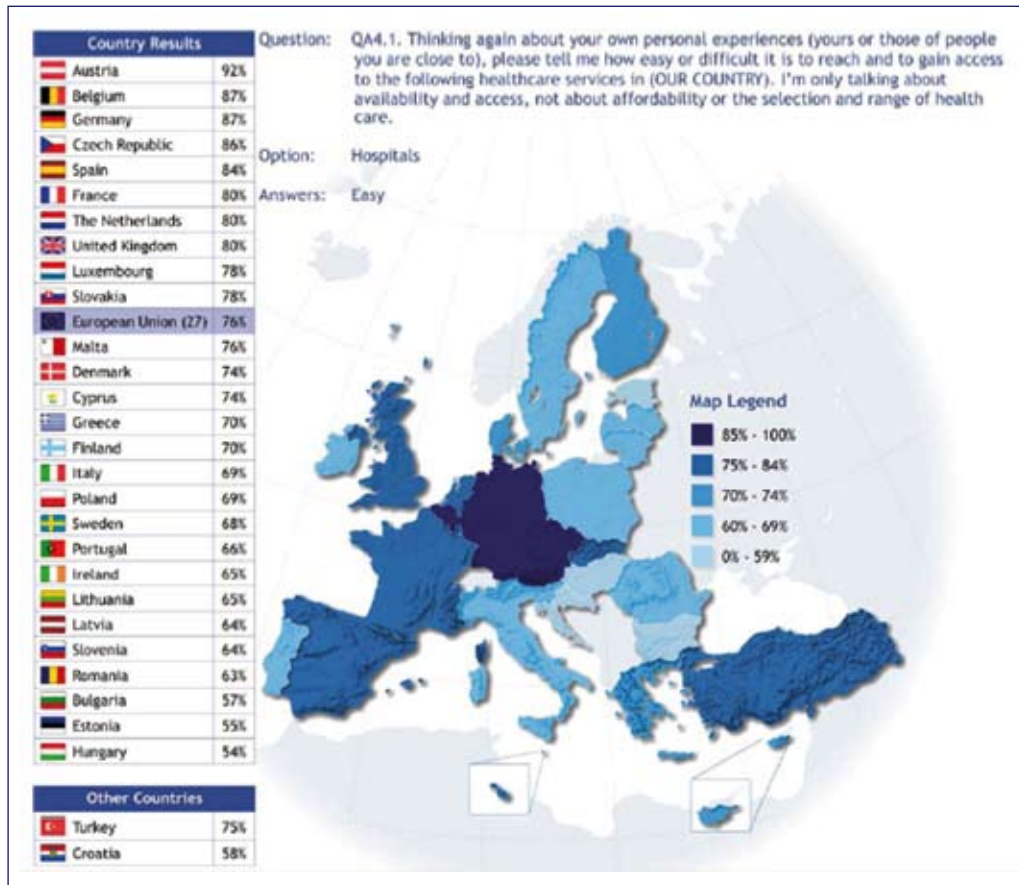 Country Results
Austria 92%
Belgium 87%
Germany 87%
Czech Republic 86%
Spain 84%
France 80%
The Netherlands 80%
United Kingdom 80%
Luxembourg 78%
Slovakia 78%
European Union (27) 76%
Malta 76%
Denmark 74%
Cyprus 74%
Greece 70%
Finland 70%
Italy 69%
Poland 69%
Sweden 68%
Portugal 66%
Ireland 65%
Lithuania 65%
Latvia 64%
Slovenia 64%
Romania 63%
Bulgaria 57%
Estonia 55%
Hungary 54%
Other Countries
Turkey 75%
Croatia 58%
Question: QA4.1. Thinking again about your own personal experiences (yours or those of people
you are close to), please tell me how easy or difficult it is to reach and to gain access
to the following healthcare services in (OUR COUNTRY). I'm only talking about
availability and access, not about affordability or the selection and range of health
care.
Option: Hospitals
Answers: Easy
Map Legend
85% - 100%
75% - 84%
70% - 74%
60% - 69%
0% - 59%